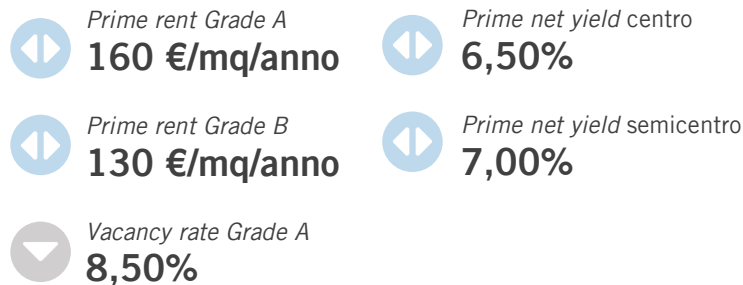 Prime rent Grade A
160 €/mq/anno
Prime rent Grade B
130 €/mq/anno
Vacancy rate Grade A
8,50%
Prime net yield centro
6,50%
Prime net yield semicentro
7,00%